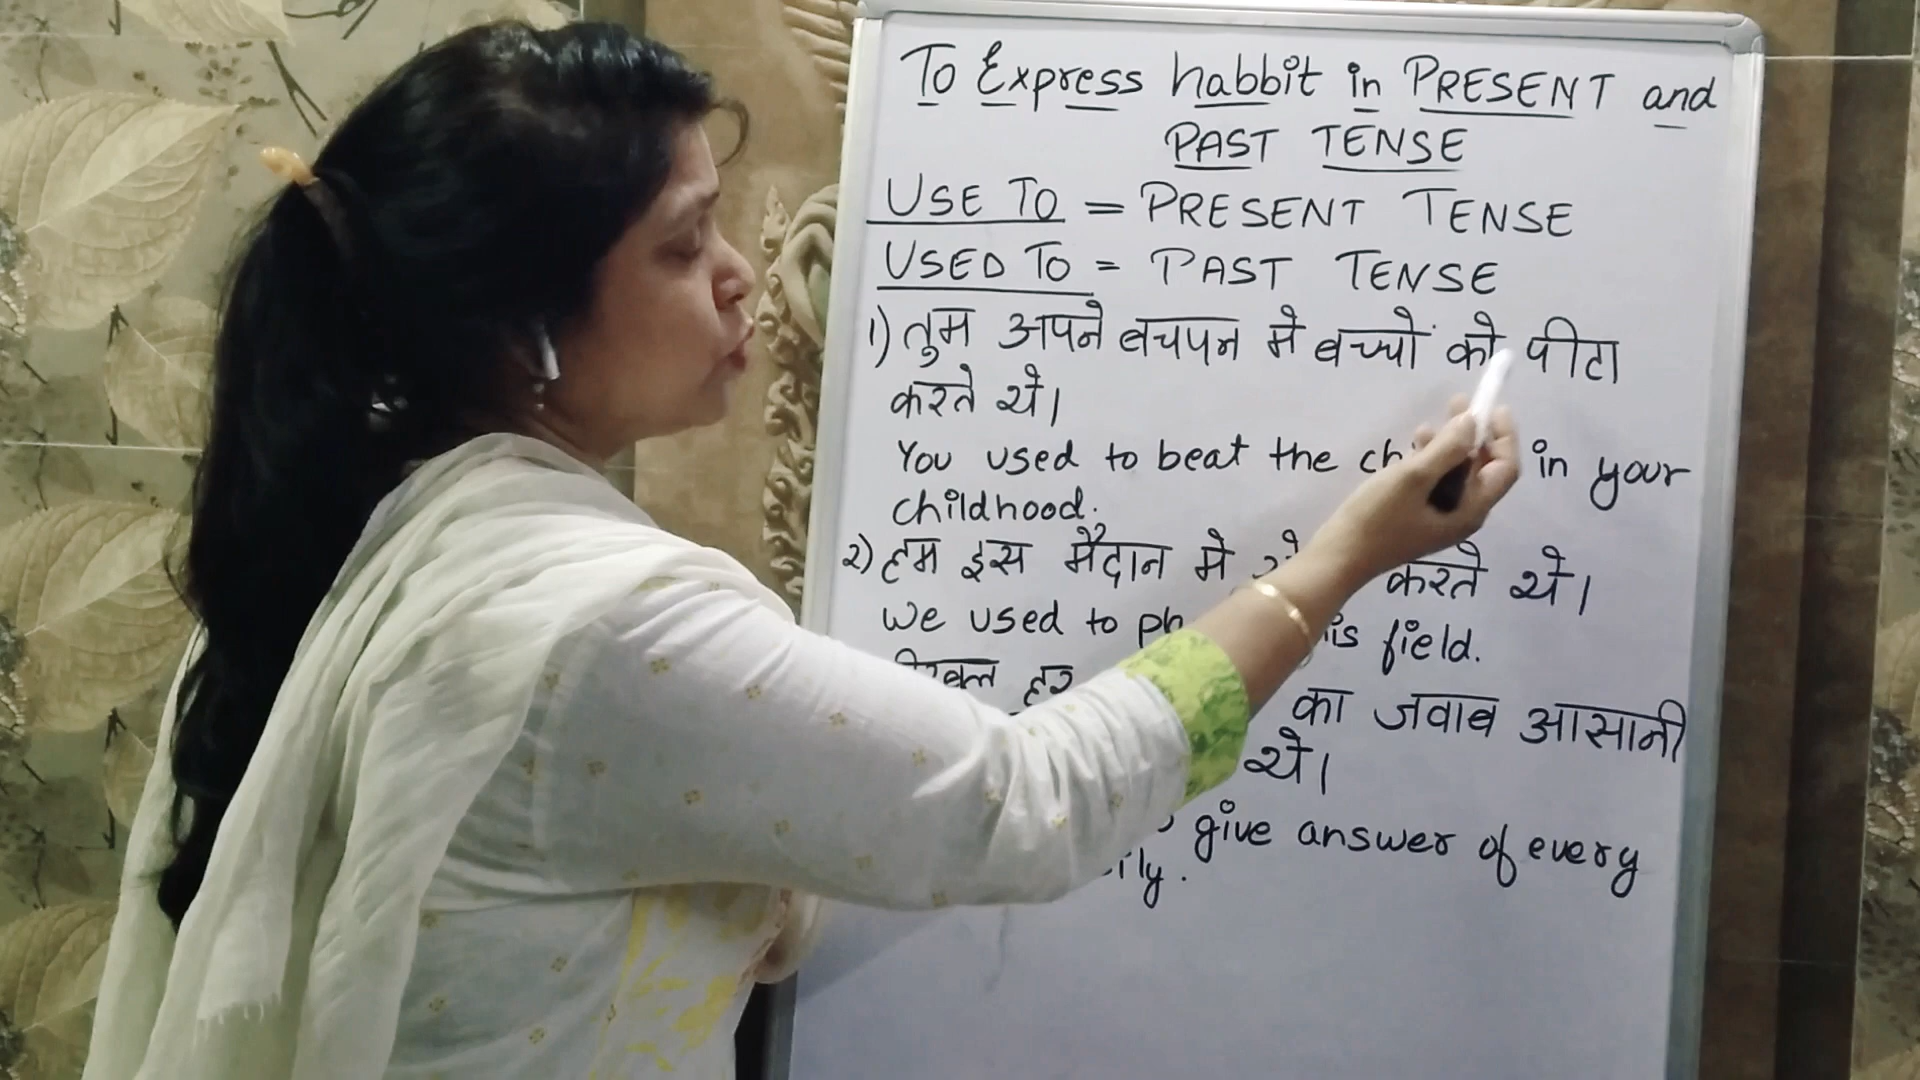 To Express habbit in PRESENT and
PAST TENSE
USE TO = PRESENT TENSE
USED TO = PAST TENSE
1) तुम अपने बचपन मे बच्चों को पीटा
करते थे।
You used to beat the in your
childhood.
२) हम इस मैदान मे करते थे।
We used to field.
हर का जवाब आसानी
थे।
give answer of every